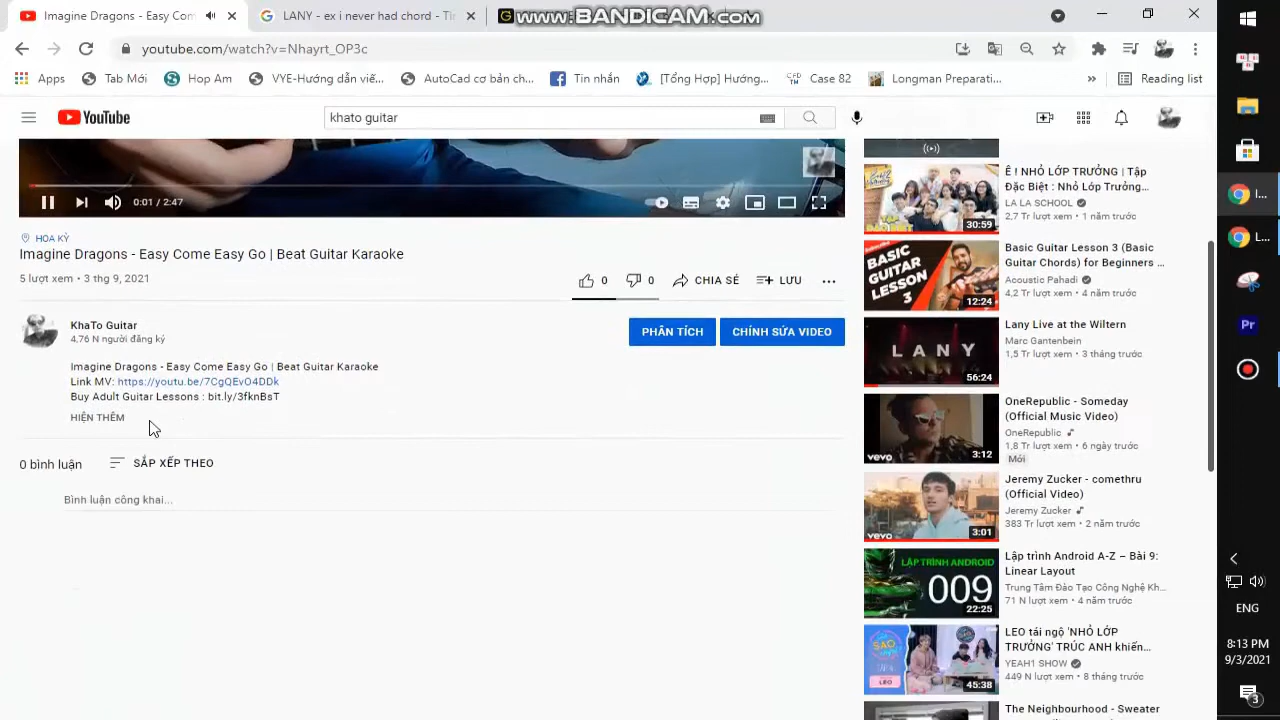 Imagine Dragons - Easy Com
LANY - ex i never had chord - Th
www.BANDICAM.com
youtube.com/watch?v=Nhayrt_OP3c
Apps
Tab Mới
Hop Am
VYE-Hướng dẫn viế...
AutoCad cơ bản ch...
Tin nhắn
[Tổng Hợp] Hướng...
Case 82
Longman Preparati...
»
Reading list
YouTube
khato guitar
0:01 / 2:47
HOA KỲ
Imagine Dragons - Easy Come Easy Go | Beat Guitar Karaoke
5 lượt xem • 3 thg 9, 2021
0
0
CHIA SẺ
LƯU
KhaTo Guitar
4,76 N người đăng ký
PHÂN TÍCH
CHỈNH SỬA VIDEO
Imagine Dragons - Easy Come Easy Go | Beat Guitar Karaoke
Link MV: https://youtu.be/7CgQEvO4DDk
Buy Adult Guitar Lessons : bit.ly/3fknBsT
HIỆN THÊM
0 bình luận
SẮP XẾP THEO
Bình luận công khai...
30:59
Ê ! NHỎ LỚP TRƯỞNG | Tập
Đặc Biệt : Nhỏ Lớp Trưởng...
LA LA SCHOOL
2,7 Tr lượt xem • 1 năm trước
BASIC
GUITAR
LESSON
3
12:24
Basic Guitar Lesson 3 (Basic
Guitar Chords) for Beginners ...
Acoustic Pahadi
4,2 Tr lượt xem • 4 năm trước
LANY
56:24
Lany Live at the Wiltern
Marc Gantenbein
1,5 Tr lượt xem • 3 tháng trước
vevo
3:12
OneRepublic - Someday
(Official Music Video)
OneRepublic
1,8 Tr lượt xem • 6 ngày trước
Mới
vevo
3:01
Jeremy Zucker - comethru
(Official Video)
Jeremy Zucker
383 Tr lượt xem • 2 năm trước
LẬP TRÌNH ANDROID
009
22:25
Lập trình Android A-Z – Bài 9:
Linear Layout
Trung Tâm Đào Tạo Công Nghệ Kh...
71 N lượt xem • 4 năm trước
LEO
45:38
LEO tái ngộ 'NHỎ LỚP
TRƯỞNG' TRÚC ANH khiến...
YEAH1 SHOW
449 N lượt xem • 8 tháng trước
The Neighbourhood - Sweater
I...
L...
Pr
ENG
8:13 PM
9/3/2021
3